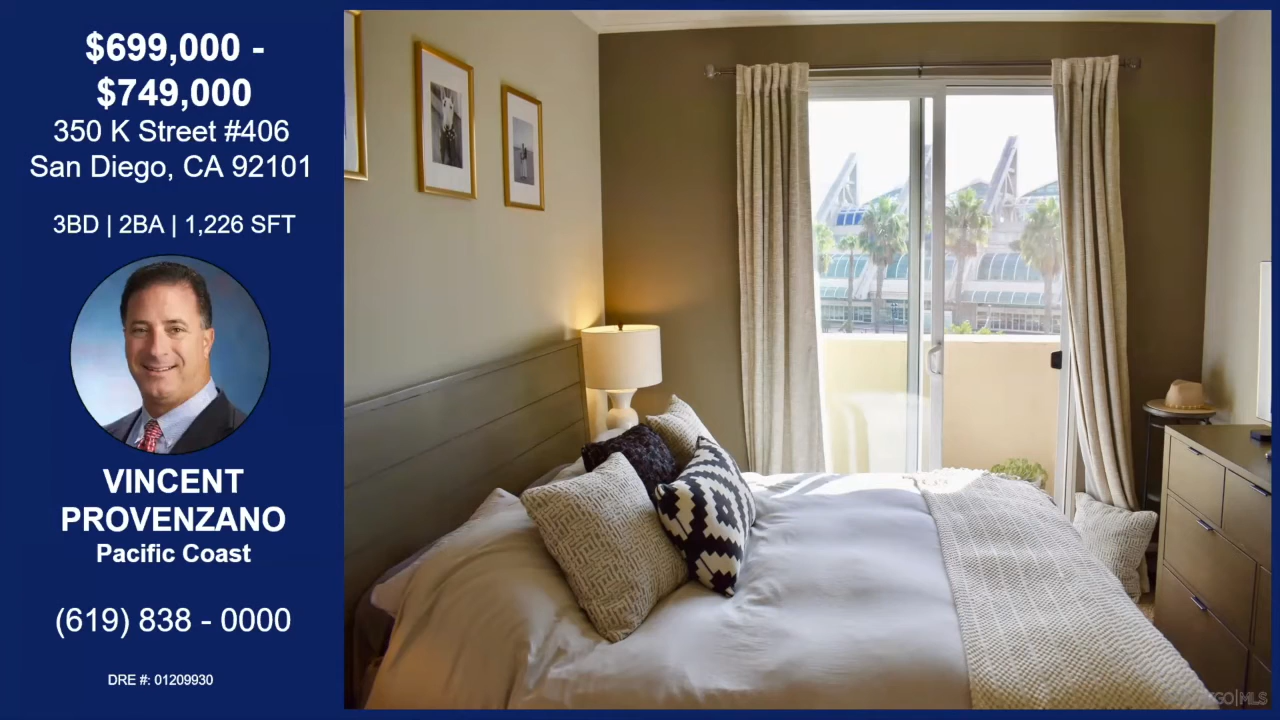 $699,000 -
$749,000
350 K Street #406
San Diego, CA 92101
3BD | 2BA | 1,226 SFT
VINCENT
PROVENZANO
Pacific Coast
(619) 838 - 0000
DRE #: 01209930
MLS